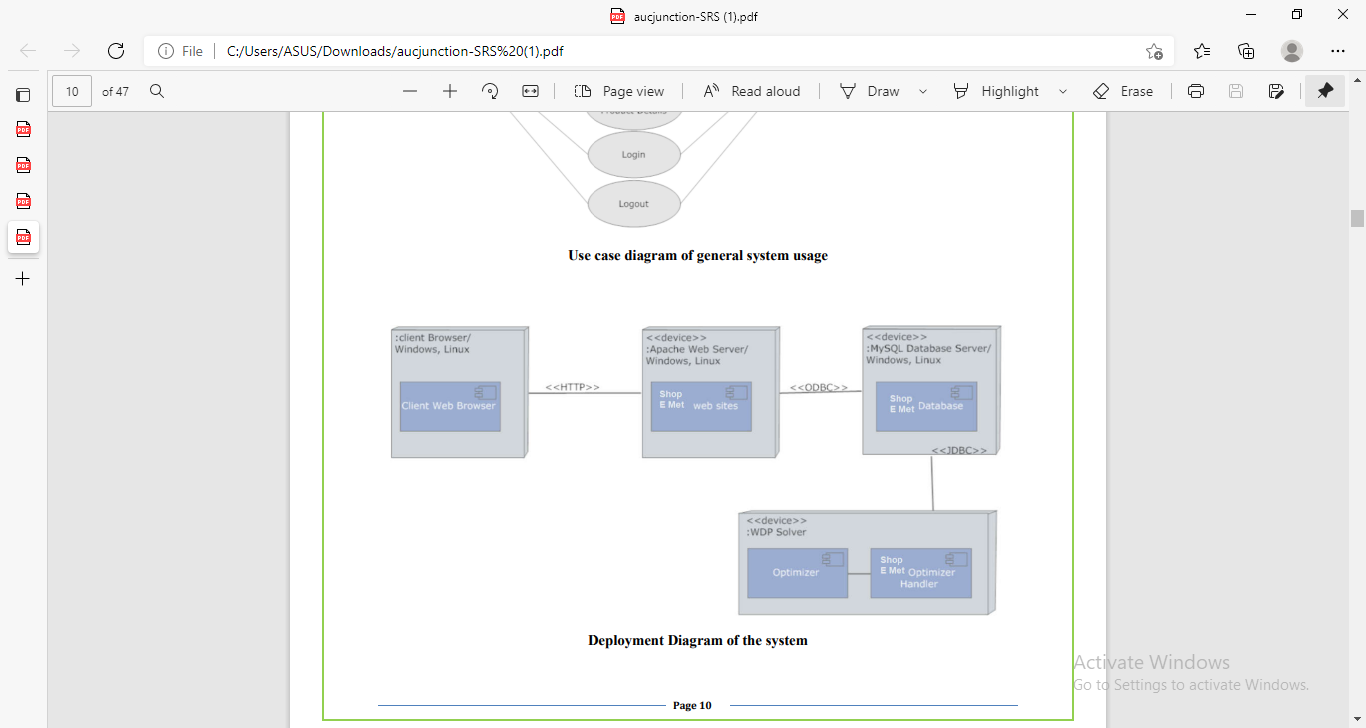 aucjunction-SRS (1).pdf
File
C:/Users/ASUS/Downloads/aucjunction-SRS%20(1).pdf
10 of 47
Page view
Read aloud
Draw
Highlight
Erase
Product Details
Login
Logout
Use case diagram of general system usage
:client Browser/
Windows, Linux
Client Web Browser
<<HTTP>>
<<device>>
:Apache Web Server/
Windows, Linux
Shop
E Met web sites
<<ODBC>>
<<device>>
:MySQL Database Server/
Windows, Linux
Shop
E Met Database
<<JDBC>>
<<device>>
:WDP Solver
Optimizer
Shop
E Met Optimizer
Handler
Deployment Diagram of the system
Page 10
Activate Windows
Go to Settings to activate Windows.